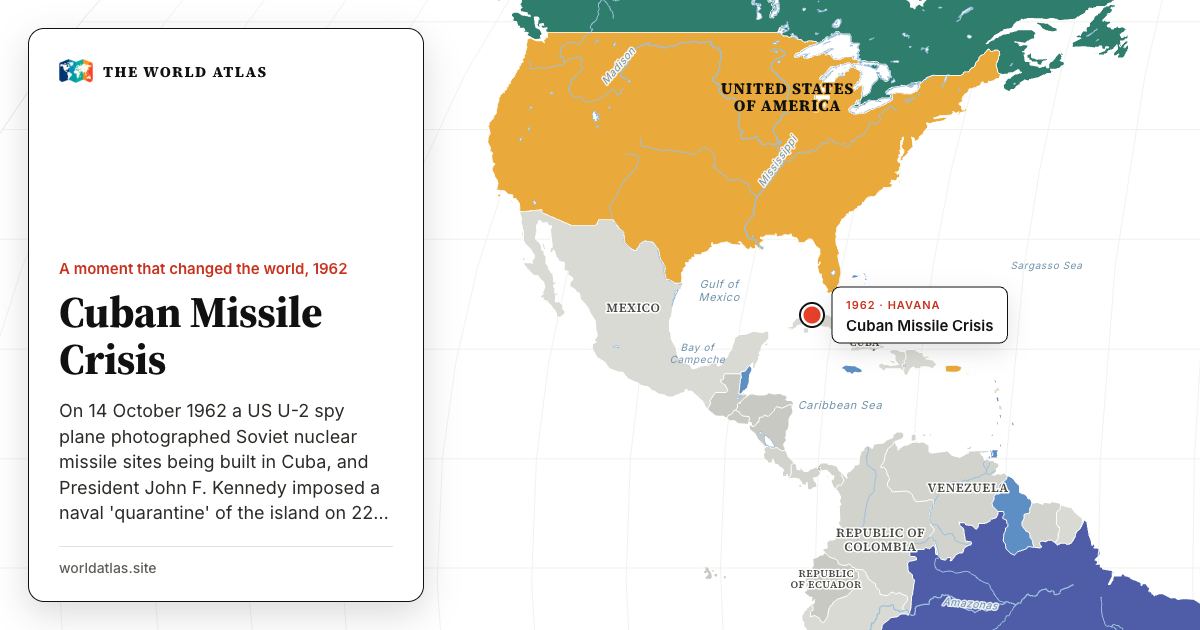 THE WORLD ATLAS
A moment that changed the world, 1962
Cuban Missile
Crisis
On 14 October 1962 a US U-2 spy
plane photographed Soviet nuclear
missile sites being built in Cuba, and
President John F. Kennedy imposed a
naval 'quarantine' of the island on 22...
worldatlas.site
Madison
UNITED STATES
OF AMERICA
Mississippi
Sargasso Sea
Gulf of
Mexico
MEXICO
1962 · HAVANA
Cuban Missile Crisis
CUBA
Bay of
Campeche
Caribbean Sea
VENEZUELA
REPUBLIC OF
COLOMBIA
REPUBLIC
OF ECUADOR
Amazonas